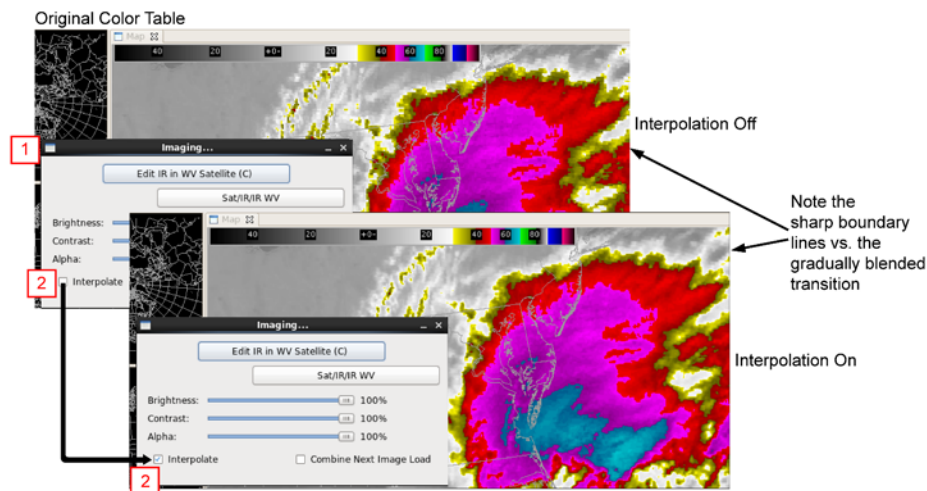 Original Color Table
Map
40 20 +0- 20 40 60 80
Interpolation Off
1
Imaging...
Edit IR in WV Satellite (C)
Sat/IR/IR WV
Brightness:
Contrast:
Alpha:
2
Interpolate
Note the
sharp boundary
lines vs. the
gradually blended
transition
Map
40 20 +0- 20 40 60 80
Imaging...
Edit IR in WV Satellite (C)
Sat/IR/IR WV
Brightness: 100%
Contrast: 100%
Alpha: 100%
Interpolate Combine Next Image Load
2
Interpolation On